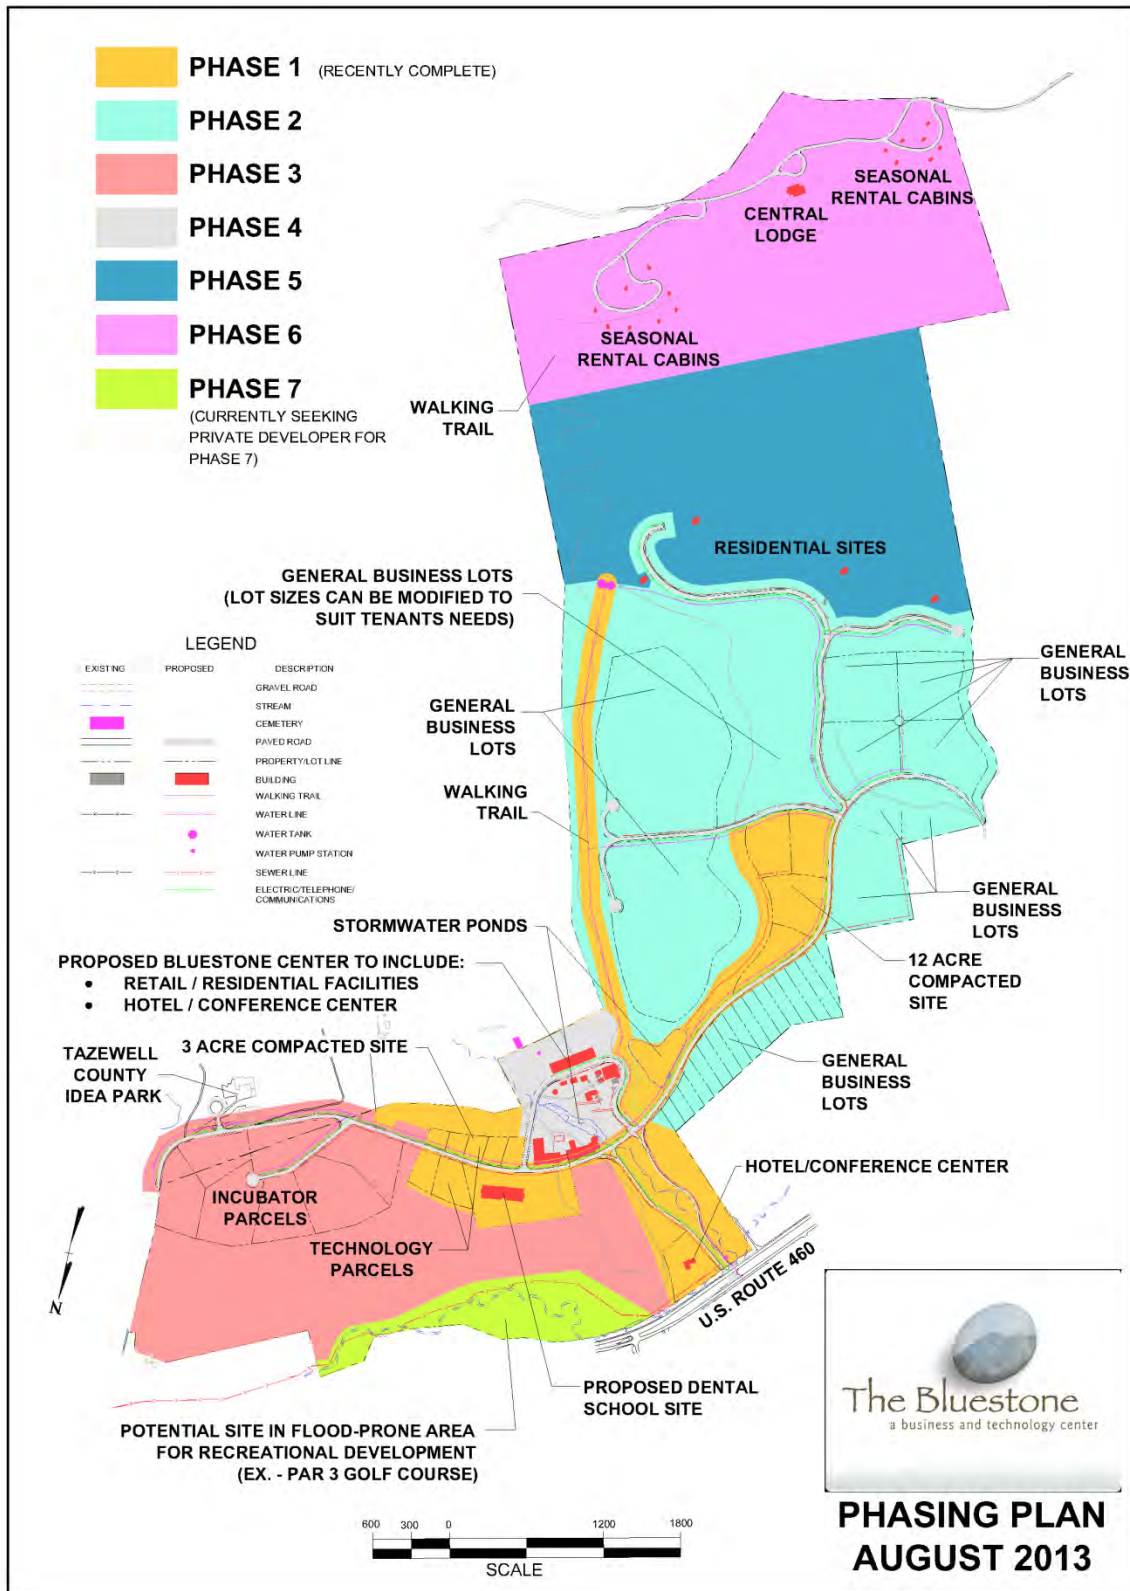 PHASE 1 (RECENTLY COMPLETE)
PHASE 2
PHASE 3
PHASE 4
PHASE 5
PHASE 6
PHASE 7
(CURRENTLY SEEKING
PRIVATE DEVELOPER FOR
PHASE 7)
SEASONAL
RENTAL CABINS
CENTRAL
LODGE
SEASONAL
RENTAL CABINS
WALKING
TRAIL
RESIDENTIAL SITES
GENERAL BUSINESS LOTS
(LOT SIZES CAN BE MODIFIED TO
SUIT TENANTS NEEDS)
LEGEND
EXISTING PROPOSED DESCRIPTION
GRAVEL ROAD
STREAM
CEMETERY
PAVED ROAD
PROPERTY/LOT LINE
BUILDING
WALKING TRAIL
WATER LINE
WATER TANK
WATER PUMP STATION
SEWER LINE
ELECTRIC/TELEPHONE/
COMMUNICATIONS
GENERAL
BUSINESS
LOTS
GENERAL
BUSINESS
LOTS
WALKING
TRAIL
GENERAL
BUSINESS
LOTS
STORMWATER PONDS
12 ACRE
COMPACTED
SITE
PROPOSED BLUESTONE CENTER TO INCLUDE:
• RETAIL / RESIDENTIAL FACILITIES
• HOTEL / CONFERENCE CENTER
3 ACRE COMPACTED SITE
TAZEWELL
COUNTY
IDEA PARK
GENERAL
BUSINESS
LOTS
HOTEL/CONFERENCE CENTER
INCUBATOR
PARCELS
TECHNOLOGY
PARCELS
U.S. ROUTE 460
N
PROPOSED DENTAL
SCHOOL SITE
POTENTIAL SITE IN FLOOD-PRONE AREA
FOR RECREATIONAL DEVELOPMENT
(EX. - PAR 3 GOLF COURSE)
The Bluestone
a business and technology center
PHASING PLAN
AUGUST 2013
600 300 0 1200 1800
SCALE